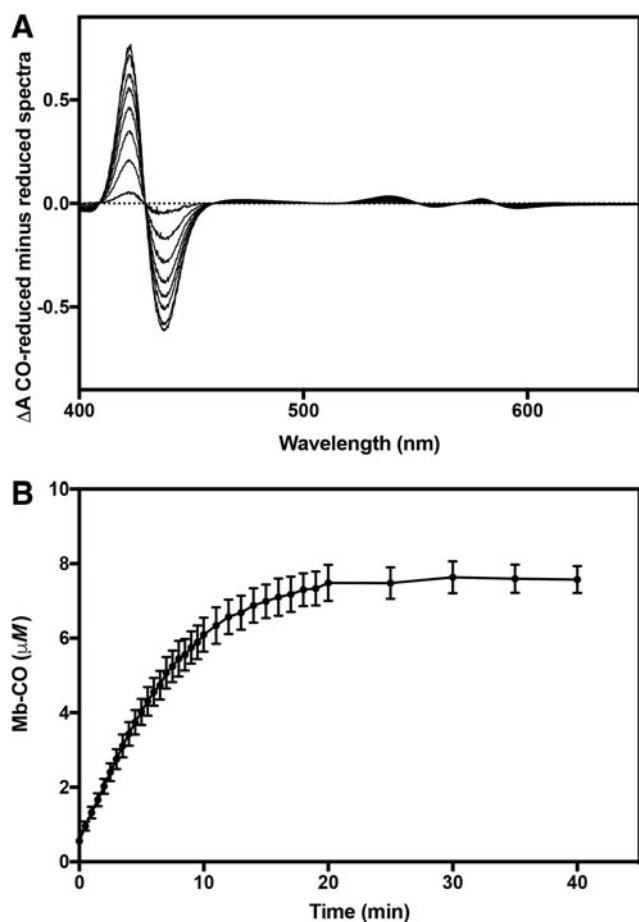 A
ΔA CO-reduced minus reduced spectra
0.5
0.0
-0.5
400
500
600
Wavelength (nm)
B
Mb-CO (μM)
10
8
6
4
2
0
0
10
20
30
40
Time (min)